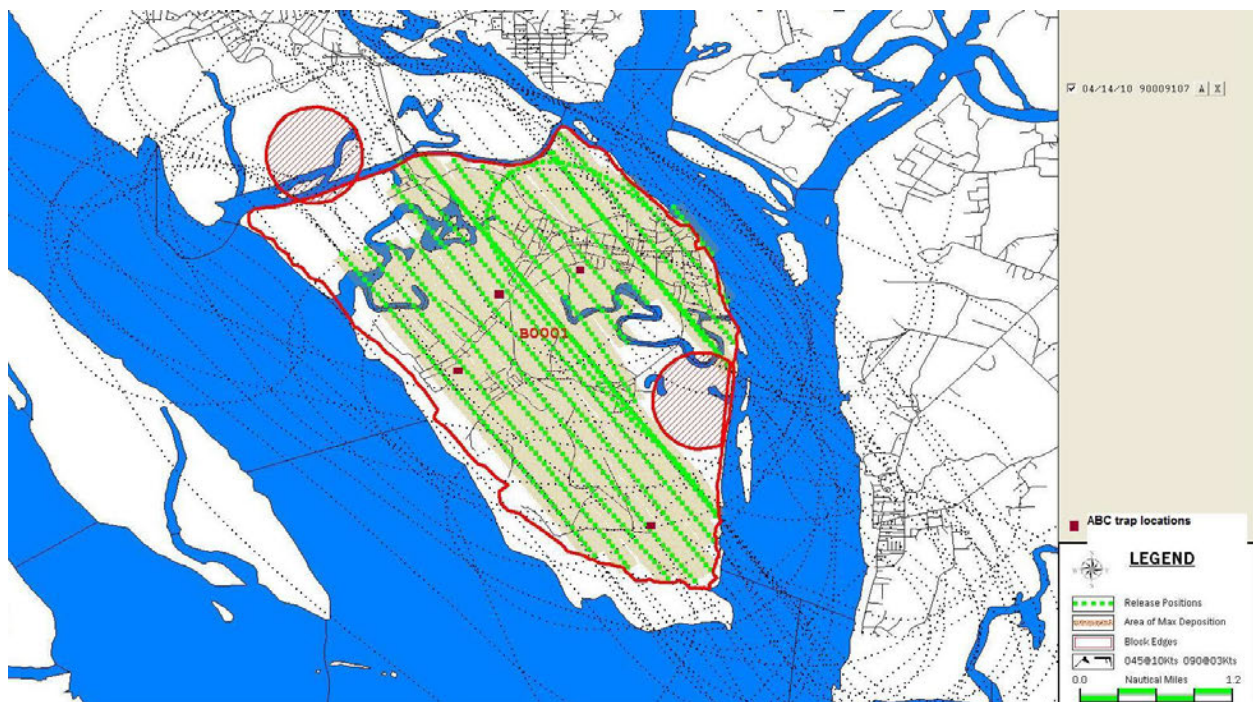 04/14/10 90009107 A X
B0001
ABC trap locations
LEGEND
Release Positions
Area of Max Deposition
Block Edges
045@10Kts 090@03Kts
0.0 Nautical Miles 1.2